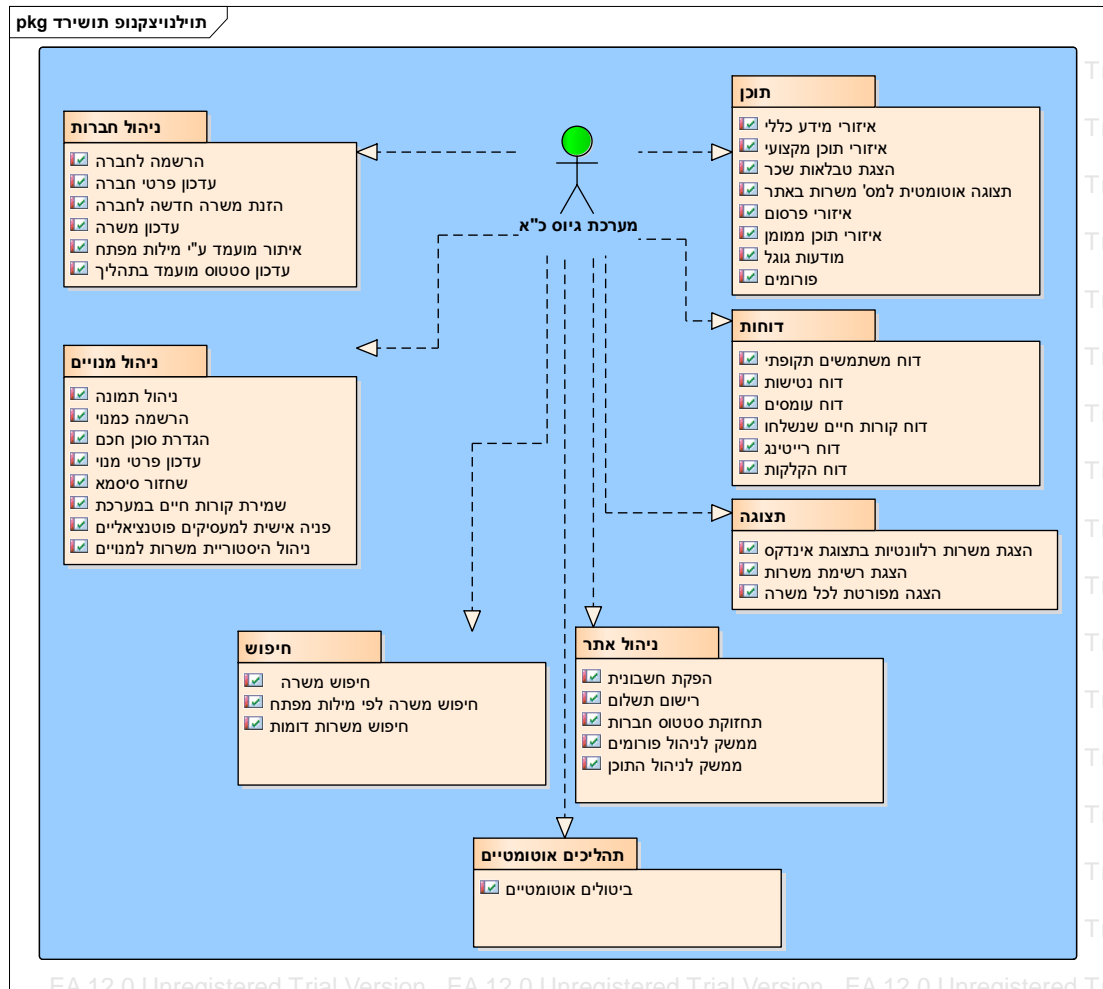 pkg דרישות פונקציונליות
ניהול חברות
הרשמה לחברה
עדכון פרטי חברה
הזנת משרה חדשה לחברה
עדכון משרה
איתור מועמד ע"י מילות מפתח
עדכון סטטוס מועמד בתהליך
מערכת גיוס כ"א
תוכן
איזורי מידע כללי
איזורי תוכן מקצועי
הצגת טבלאות שכר
תצוגה אוטומטית למס' משרות באתר
איזורי פרסום
איזורי תוכן ממומן
מודעות גוגל
פורומים
ניהול מנויים
ניהול תמונה
הרשמה כמנוי
הגדרת סוכן חכם
עדכון פרטי מנוי
שחזור סיסמא
שמירת קורות חיים במערכת
פניה אישית למעסיקים פוטנציאליים
ניהול היסטוריית משרות למנויים
דוחות
דוח משתמשים תקופתי
דוח נטישות
דוח עומסים
דוח קורות חיים שנשלחו
דוח רייטינג
דוח הקלקות
תצוגה
הצגת משרות רלוונטיות בתצוגת אינדקס
הצגת רשימת משרות
הצגה מפורטת לכל משרה
חיפוש
חיפוש משרה
חיפוש משרה לפי מילות מפתח
חיפוש משרות דומות
ניהול אתר
הפקת חשבונית
רישום תשלום
תחזוקת סטטוס חברות
ממשק לניהול פורומים
ממשק לניהול התוכן
תהליכים אוטומטיים
ביטולים אוטומטיים
EA 12.0 Unregistered Trial Version EA 12.0 Unregistered Trial Version EA 12.0 Unregistered Tr